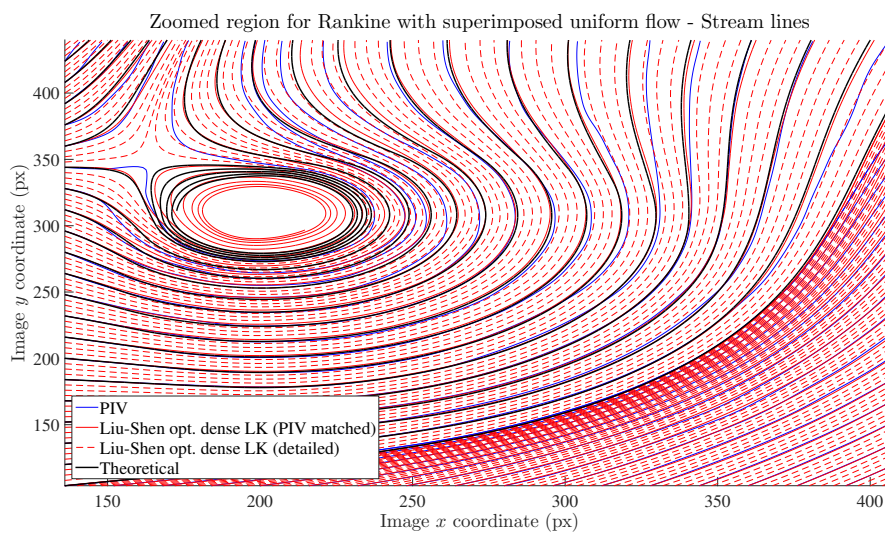 Zoomed region for Rankine with superimposed uniform flow - Stream lines
Image y coordinate (px)
400
350
300
250
200
150
PIV
Liu-Shen opt. dense LK (PIV matched)
Liu-Shen opt. dense LK (detailed)
Theoretical
150 200 250 300 350 400
Image x coordinate (px)